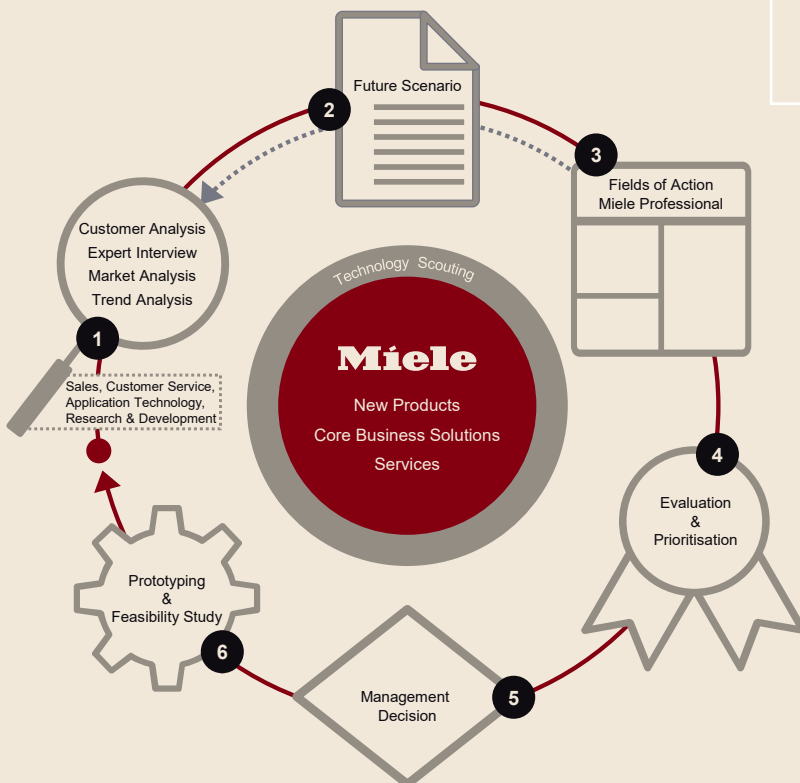 2
Future Scenario
3
Fields of Action
Miele Professional
Customer Analysis
Expert Interview
Market Analysis
Trend Analysis
1
Sales, Customer Service,
Application Technology,
Research & Development
Technology Scouting
Miele
New Products
Core Business Solutions
Services
4
Evaluation
&
Prioritisation
Prototyping
&
Feasibility Study
6
Management
Decision
5